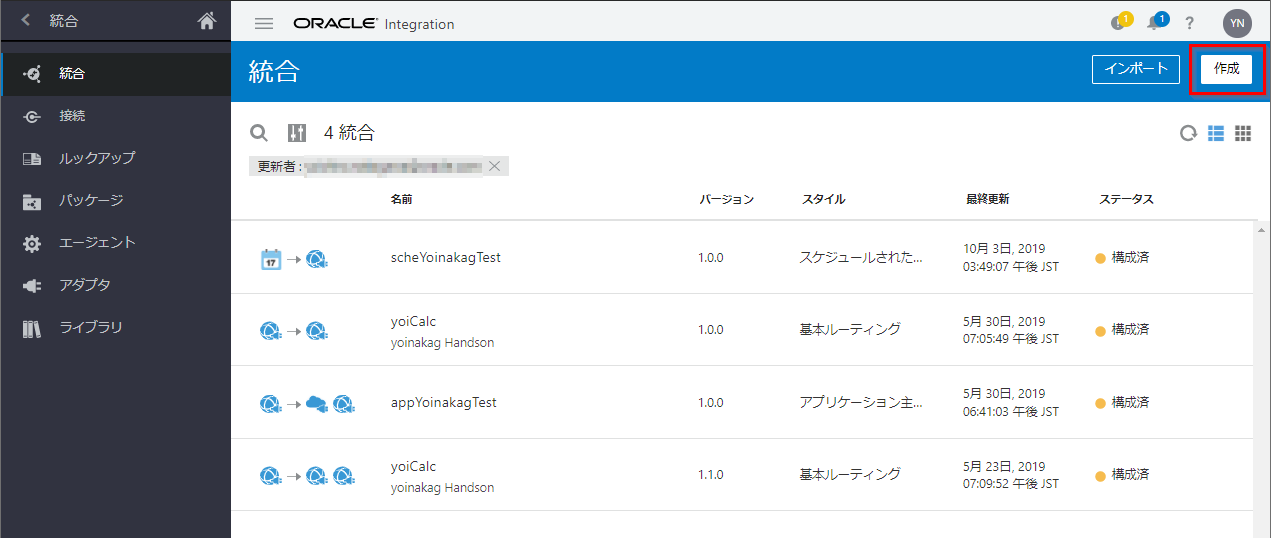 統合
ORACLE Integration
1
1
?
YN
統合
接続
ルックアップ
パッケージ
エージェント
アダプタ
ライブラリ
統合
インポート
作成
4 統合
更新者 :
名前 バージョン スタイル 最終更新 ステータス
17
scheYoinakagTest 1.0.0 スケジュールされた... 10月 3日, 2019 構成済
03:49:07 午後 JST
yoiCalc 1.0.0 基本ルーティング 5月 30日, 2019 構成済
yoinakag Handson 07:05:49 午後 JST
appYoinakagTest 1.0.0 アプリケーション主... 5月 30日, 2019 構成済
06:41:03 午後 JST
yoiCalc 1.1.0 基本ルーティング 5月 23日, 2019 構成済
yoinakag Handson 07:09:52 午後 JST